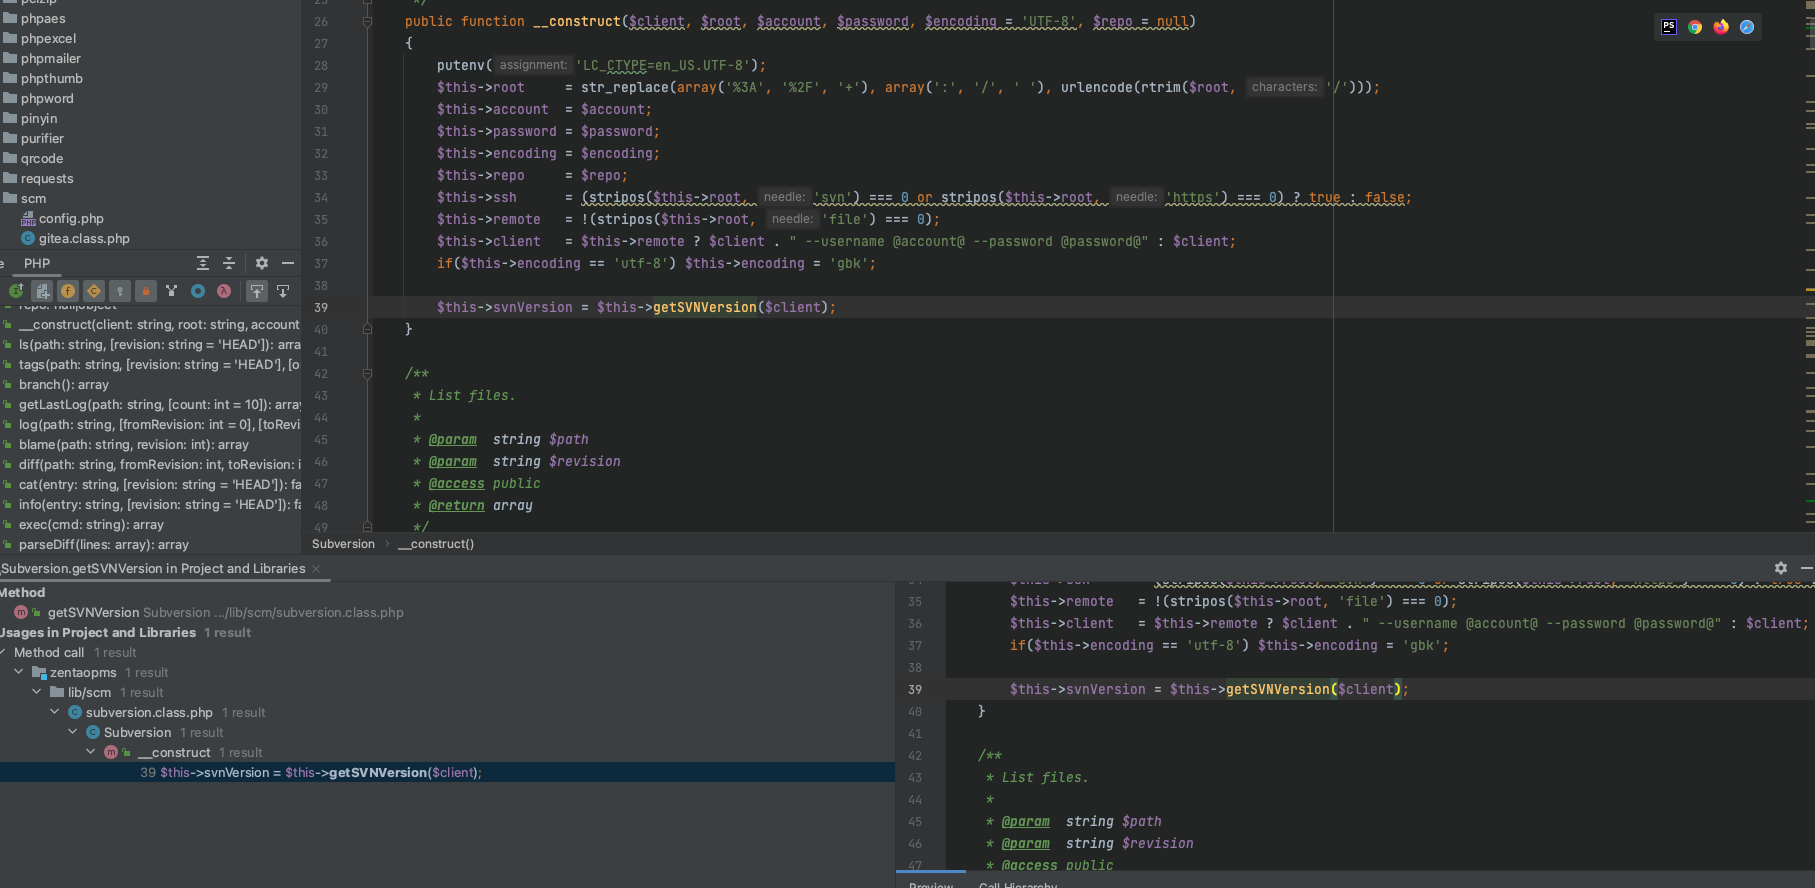 pclzip
phpaes
phpexcel
phpmailer
phpthumb
phpword
pinyin
purifier
qrcode
requests
scm
config.php
gitea.class.php
PHP
repo: null|object
__construct(client: string, root: string, account
ls(path: string, [revision: string = 'HEAD']): arra
tags(path: string, [revision: string = 'HEAD'], [o
branch(): array
getLastLog(path: string, [count: int = 10]): array
log(path: string, [fromRevision: int = 0], [toRevi
blame(path: string, revision: int): array
diff(path: string, fromRevision: int, toRevision: i
cat(entry: string, [revision: string = 'HEAD']): fa
info(entry: string, [revision: string = 'HEAD']): fa
exec(cmd: string): array
parseDiff(lines: array): array
25 */
26 public function __construct($client, $root, $account, $password, $encoding = 'UTF-8', $repo = null)
27 {
28 putenv( assignment: 'LC_CTYPE=en_US.UTF-8');
29 $this->root = str_replace(array('%3A', '%2F', '+'), array(':', '/', ' '), urlencode(rtrim($root, characters: '/')));
30 $this->account = $account;
31 $this->password = $password;
32 $this->encoding = $encoding;
33 $this->repo = $repo;
34 $this->ssh = (stripos($this->root, needle: 'svn') === 0 or stripos($this->root, needle: 'https') === 0) ? true : false;
35 $this->remote = !(stripos($this->root, needle: 'file') === 0);
36 $this->client = $this->remote ? $client . " --username @account@ --password @password@" : $client;
37 if($this->encoding == 'utf-8') $this->encoding = 'gbk';
38
39 $this->svnVersion = $this->getSVNVersion($client);
40 }
41
42 /**
43 * List files.
44 *
45 * @param string $path
46 * @param string $revision
47 * @access public
48 * @return array
49 */
PS
Subversion › __construct()
Subversion.getSVNVersion in Project and Libraries ×
Method
m getSVNVersion Subversion .../lib/scm/subversion.class.php
Usages in Project and Libraries 1 result
Method call 1 result
zentaopms 1 result
lib/scm 1 result
subversion.class.php 1 result
Subversion 1 result
__construct 1 result
39 $this->svnVersion = $this->getSVNVersion($client);
35 $this->remote = !(stripos($this->root, 'file') === 0);
36 $this->client = $this->remote ? $client . " --username @account@ --password @password@" : $client;
37 if($this->encoding == 'utf-8') $this->encoding = 'gbk';
38
39 $this->svnVersion = $this->getSVNVersion($client);
40 }
41
42 /**
43 * List files.
44 *
45 * @param string $path
46 * @param string $revision
47 * @access public
Preview Call Hierarchy